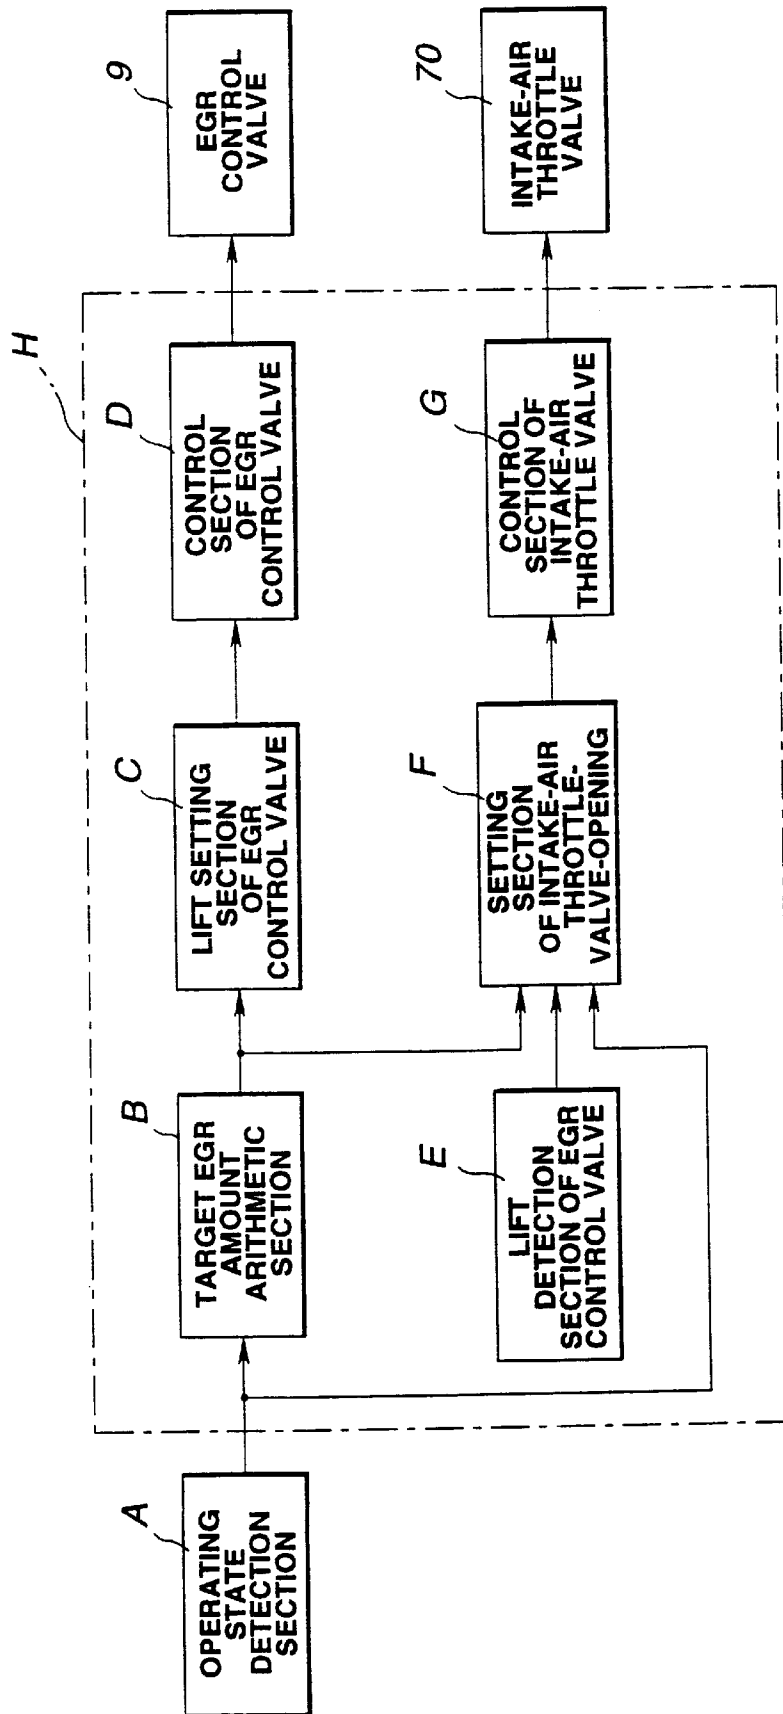 A
OPERATING
STATE
DETECTION
SECTION
H
B
TARGET EGR
AMOUNT
ARITHMETIC
SECTION
C
LIFT SETTING
SECTION
OF EGR
CONTROL VALVE
D
CONTROL
SECTION
OF EGR
CONTROL VALVE
9
EGR
CONTROL
VALVE
E
LIFT
DETECTION
SECTION OF EGR
CONTROL VALVE
F
SETTING
SECTION
OF INTAKE-AIR
THROTTLE-
VALVE-OPENING
G
CONTROL
SECTION OF
INTAKE-AIR
THROTTLE VALVE
70
INTAKE-AIR
THROTTLE
VALVE